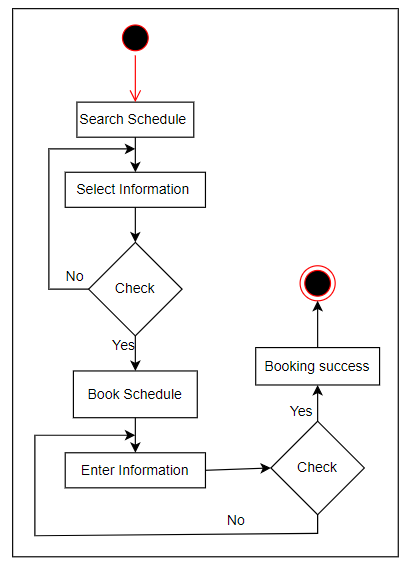 Search Schedule
Select Information
No
Check
Yes
Book Schedule
Enter Information
Booking success
Yes
Check
No